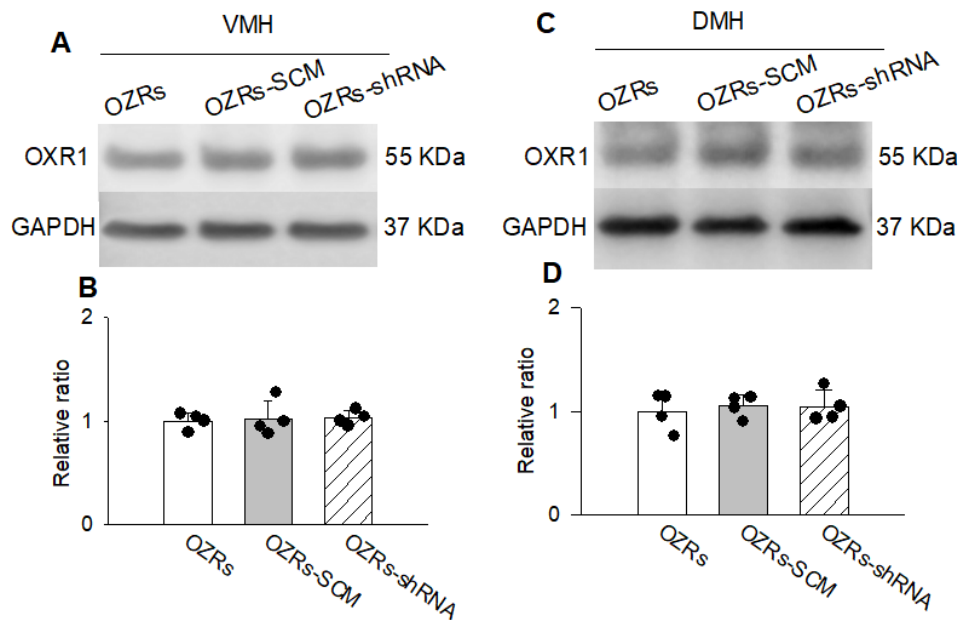 A
VMH
OZRs
OZRs-SCM
OZRs-shRNA
OXR1
55 KDa
GAPDH
37 KDa
B
2
1
0
Relative ratio
OZRs
OZRs-SCM
OZRs-shRNA
C
DMH
OZRs
OZRs-SCM
OZRs-shRNA
OXR1
55 KDa
GAPDH
37 KDa
D
2
1
0
Relative ratio
OZRs
OZRs-SCM
OZRs-shRNA